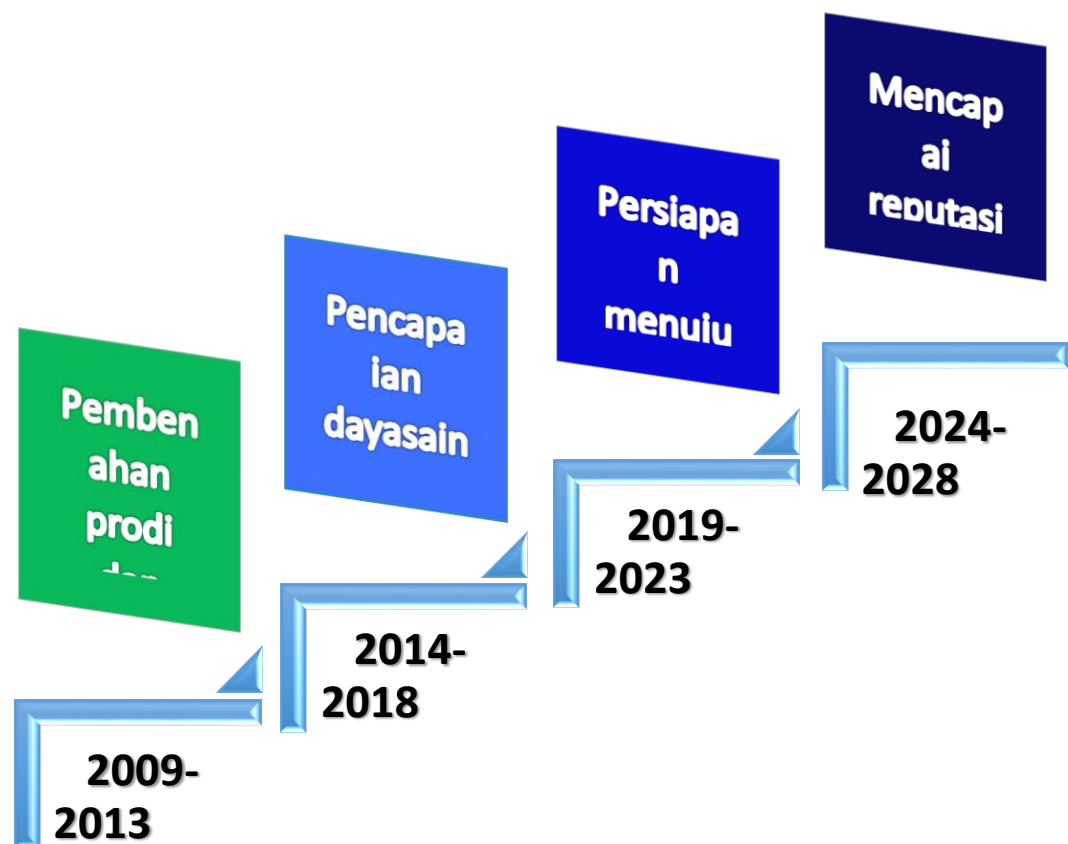 Pemben
ahan
prodi
2009-
2013
Pencapa
ian
dayasain
2014-
2018
Persiapa
n
menuju
2019-
2023
Mencap
ai
reputasi
2024-
2028